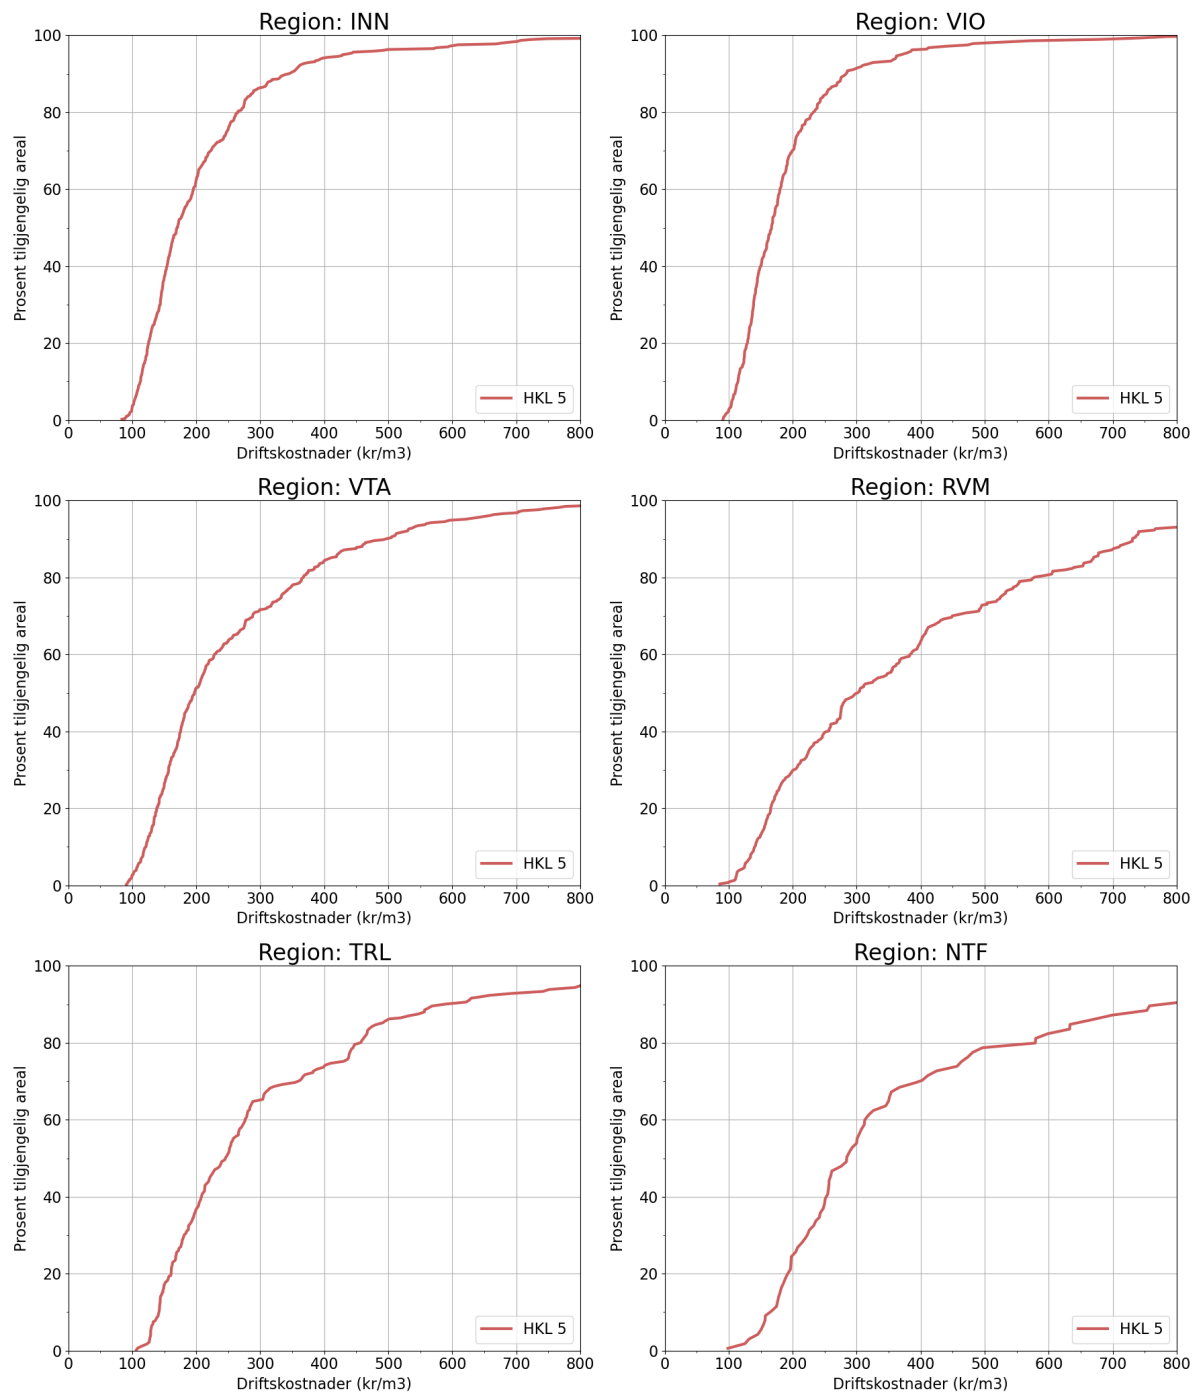 Region: INN
Prosent tilgjengelig areal
100
80
60
40
20
0
HKL 5
0 100 200 300 400 500 600 700 800
Driftskostnader (kr/m3)
Region: VIO
Prosent tilgjengelig areal
100
80
60
40
20
0
HKL 5
0 100 200 300 400 500 600 700 800
Driftskostnader (kr/m3)
Region: VTA
Prosent tilgjengelig areal
100
80
60
40
20
0
HKL 5
0 100 200 300 400 500 600 700 800
Driftskostnader (kr/m3)
Region: RVM
Prosent tilgjengelig areal
100
80
60
40
20
0
HKL 5
0 100 200 300 400 500 600 700 800
Driftskostnader (kr/m3)
Region: TRL
Prosent tilgjengelig areal
100
80
60
40
20
0
HKL 5
0 100 200 300 400 500 600 700 800
Driftskostnader (kr/m3)
Region: NTF
Prosent tilgjengelig areal
100
80
60
40
20
0
HKL 5
0 100 200 300 400 500 600 700 800
Driftskostnader (kr/m3)